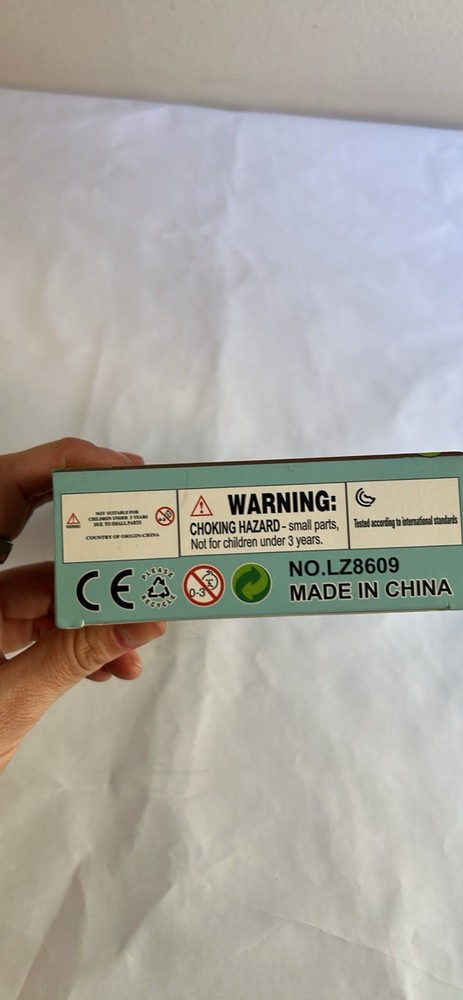 WARNING:
NOT SUITABLE FOR
CHILDREN UNDER 3 YEARS
DUE TO SMALL PARTS
COUNTRY OF ORIGIN:CHINA
WARNING:
CHOKING HAZARD - small parts,
Not for children under 3 years.
Tested according to international standards
CE
PLEASE
RECYCLE
0-3
NO.LZ8609
MADE IN CHINA